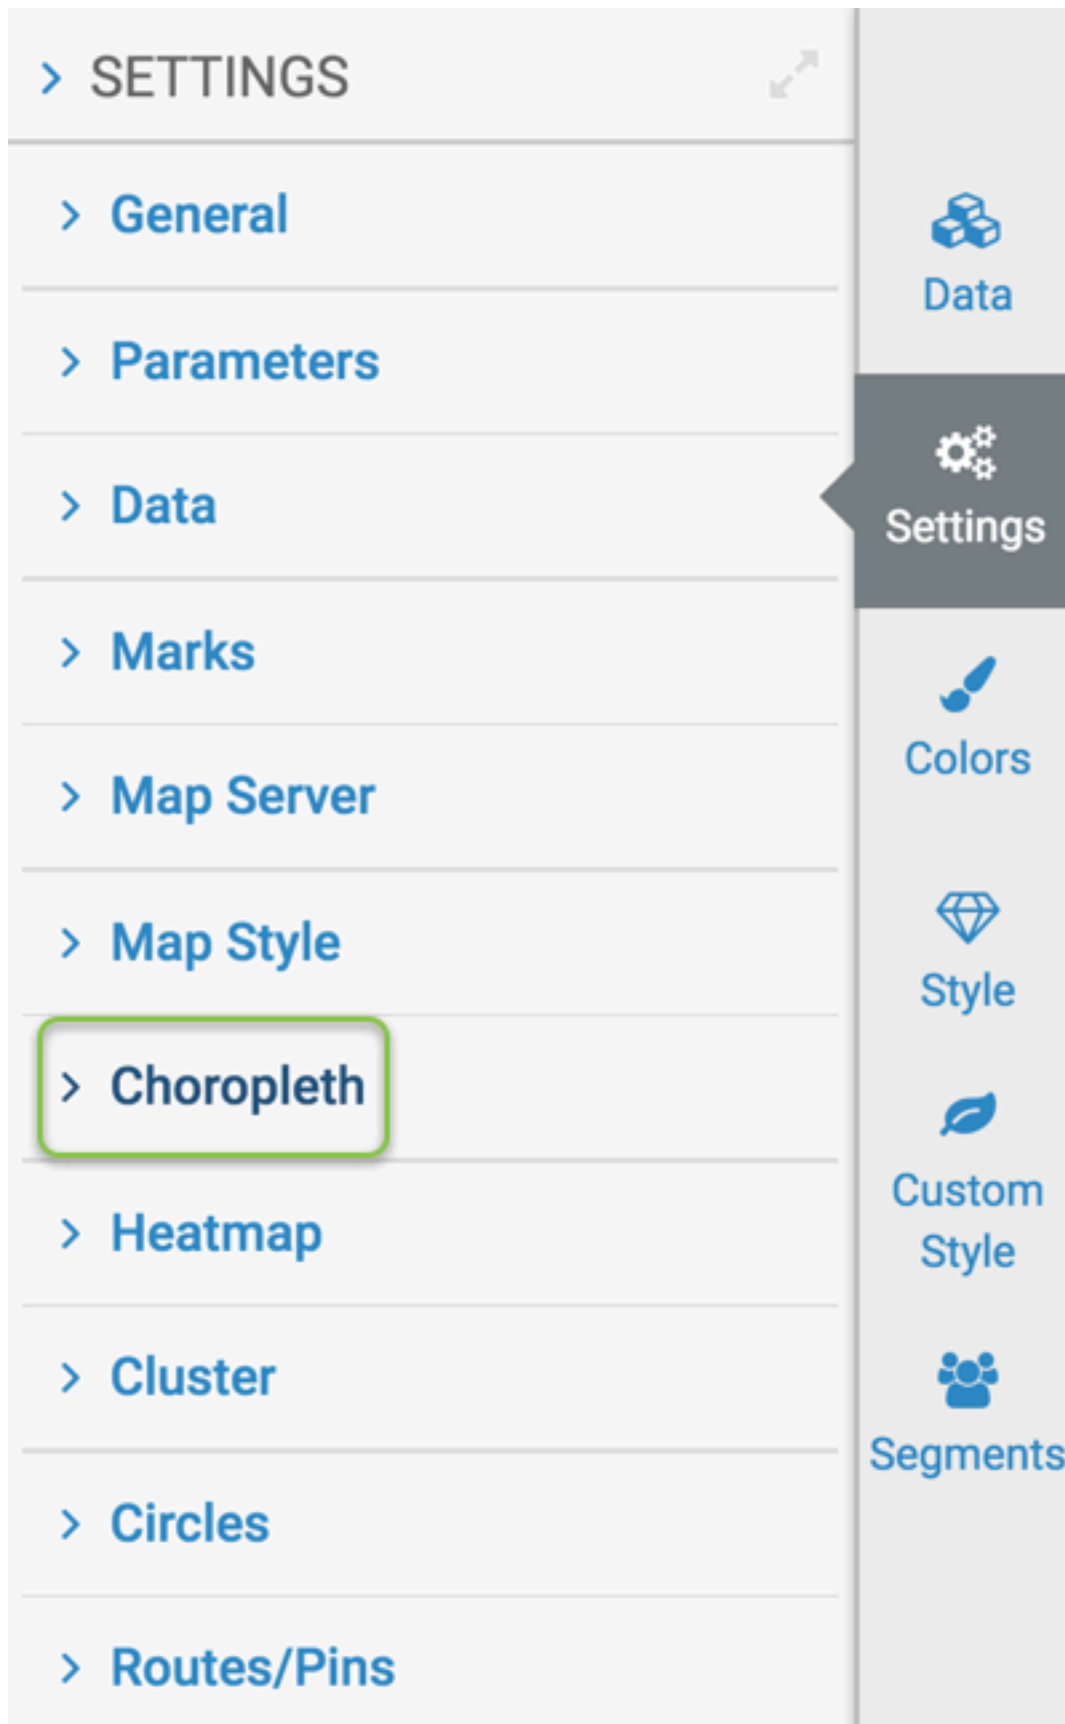 SETTINGS
General
Parameters
Data
Marks
Map Server
Map Style
Choropleth
Heatmap
Cluster
Circles
Routes/Pins
Data
Settings
Colors
Style
Custom
Style
Segments